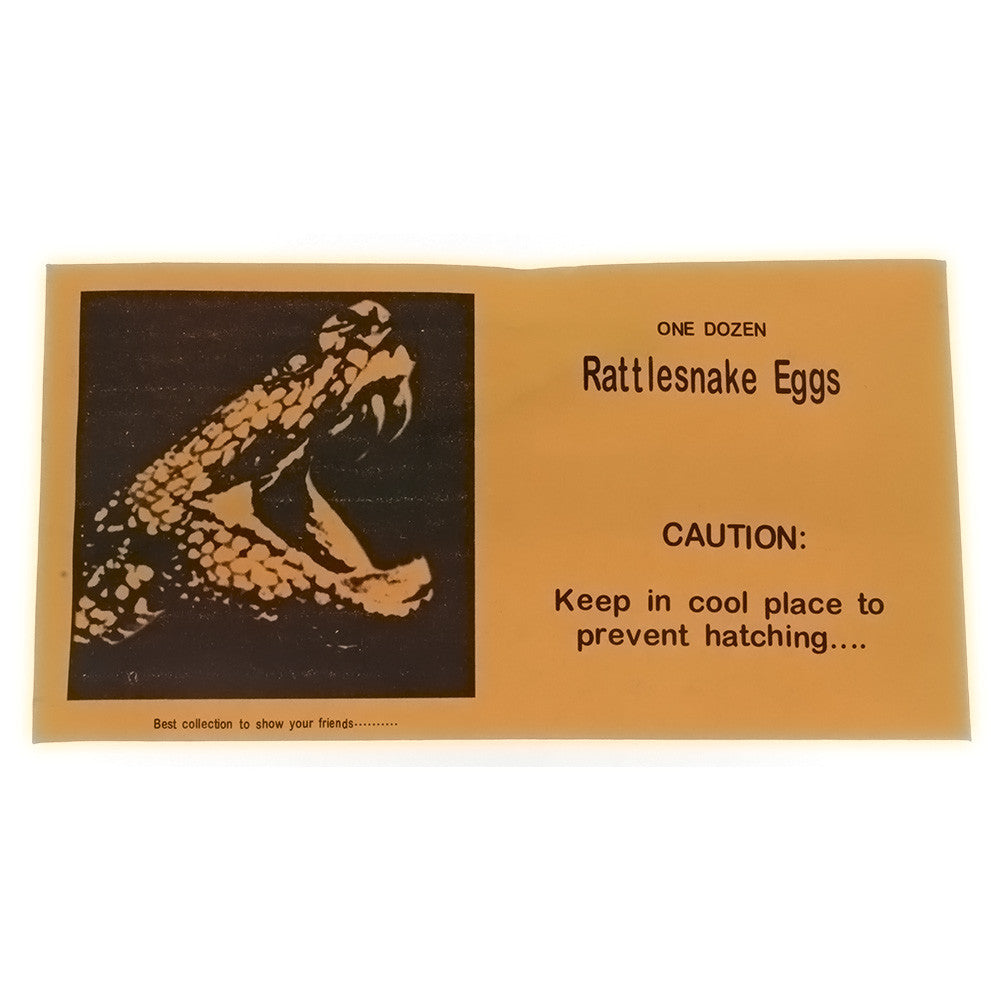 ONE DOZEN
Rattlesnake Eggs
CAUTION:
Keep in cool place to
prevent hatching....
Best collection to show your friends..........